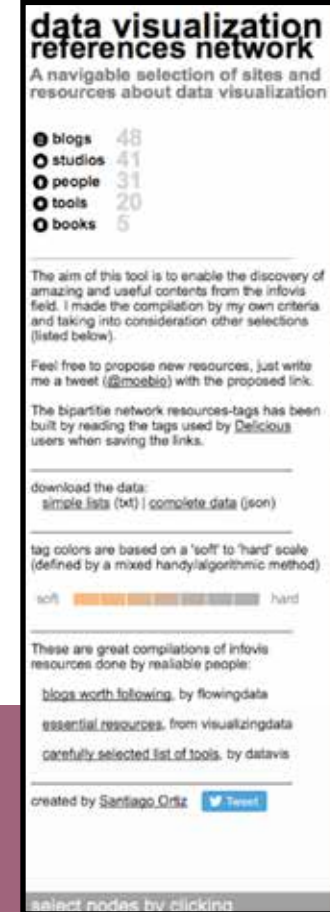 data visualization
references network
A navigable selection of sites and
resources about data visualization
blogs 48
studios 41
people 31
tools 20
books 5
The aim of this tool is to enable the discovery of
amazing and useful contents from the infovis
field. I made the compilation by my own criteria
and taking into consideration other selections
(listed below).
Feel free to propose new resources, just write
me a tweet (@moebio) with the proposed link.
The bipartitie network resources-tags has been
built by reading the tags used by Delicious
users when saving the links.
download the data:
simple lists (txt) | complete data (json)
tag colors are based on a 'soft' to 'hard' scale
(defined by a mixed handy/algorithmic method)
soft hard
These are great compilations of infovis
resources done by realiable people:
blogs worth following, by flowingdata
essential resources, from visualizingdata
carefully selected list of tools, by datavis
created by Santiago Ortiz Tweet
select nodes by clicking